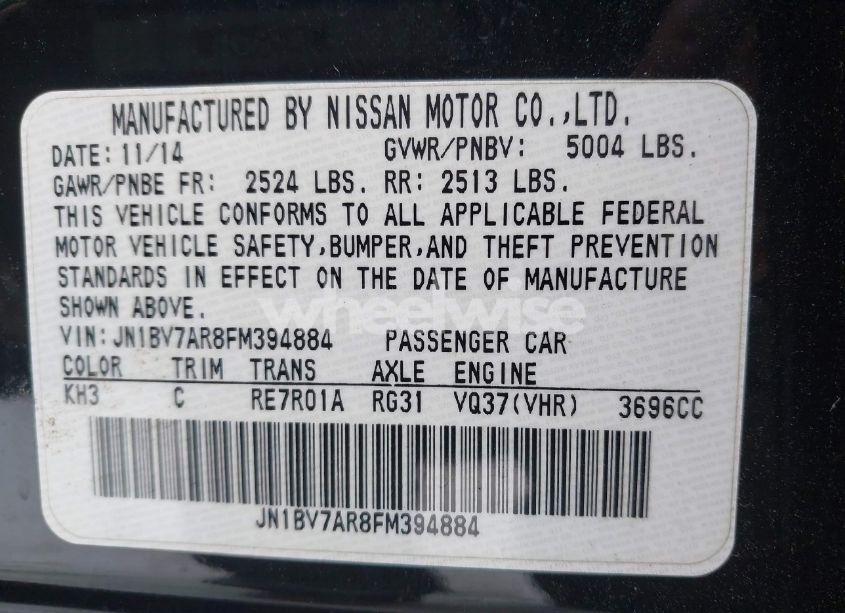 MANUFACTURED BY NISSAN MOTOR CO.,LTD.
DATE: 11/14 GVWR/PNBV: 5004 LBS.
GAWR/PNBE FR: 2524 LBS. RR: 2513 LBS.
THIS VEHICLE CONFORMS TO ALL APPLICABLE FEDERAL
MOTOR VEHICLE SAFETY,BUMPER,AND THEFT PREVENTION
STANDARDS IN EFFECT ON THE DATE OF MANUFACTURE
SHOWN ABOVE.
wheelwise
VIN: JN1BV7AR8FM394884 PASSENGER CAR
COLOR TRIM TRANS AXLE ENGINE
KH3 C RE7R01A RG31 VQ37(VHR) 3696CC
JN1BV7AR8FM394884